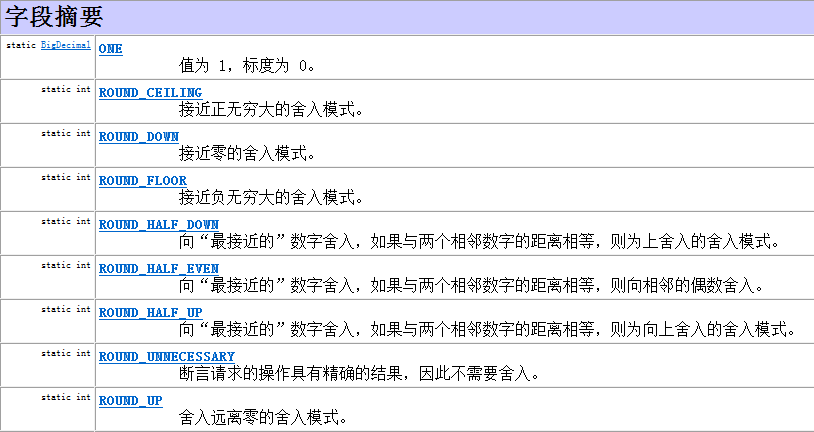 字段摘要
static BigDecimal ONE
值为 1，标度为 0。
static int ROUND_CEILING
接近正无穷大的舍入模式。
static int ROUND_DOWN
接近零的舍入模式。
static int ROUND_FLOOR
接近负无穷大的舍入模式。
static int ROUND_HALF_DOWN
向“最接近的”数字舍入，如果与两个相邻数字的距离相等，则为上舍入的舍入模式。
static int ROUND_HALF_EVEN
向“最接近的”数字舍入，如果与两个相邻数字的距离相等，则向相邻的偶数舍入。
static int ROUND_HALF_UP
向“最接近的”数字舍入，如果与两个相邻数字的距离相等，则为向上舍入的舍入模式。
static int ROUND_UNNECESSARY
断言请求的操作具有精确的结果，因此不需要舍入。
static int ROUND_UP
舍入远离零的舍入模式。